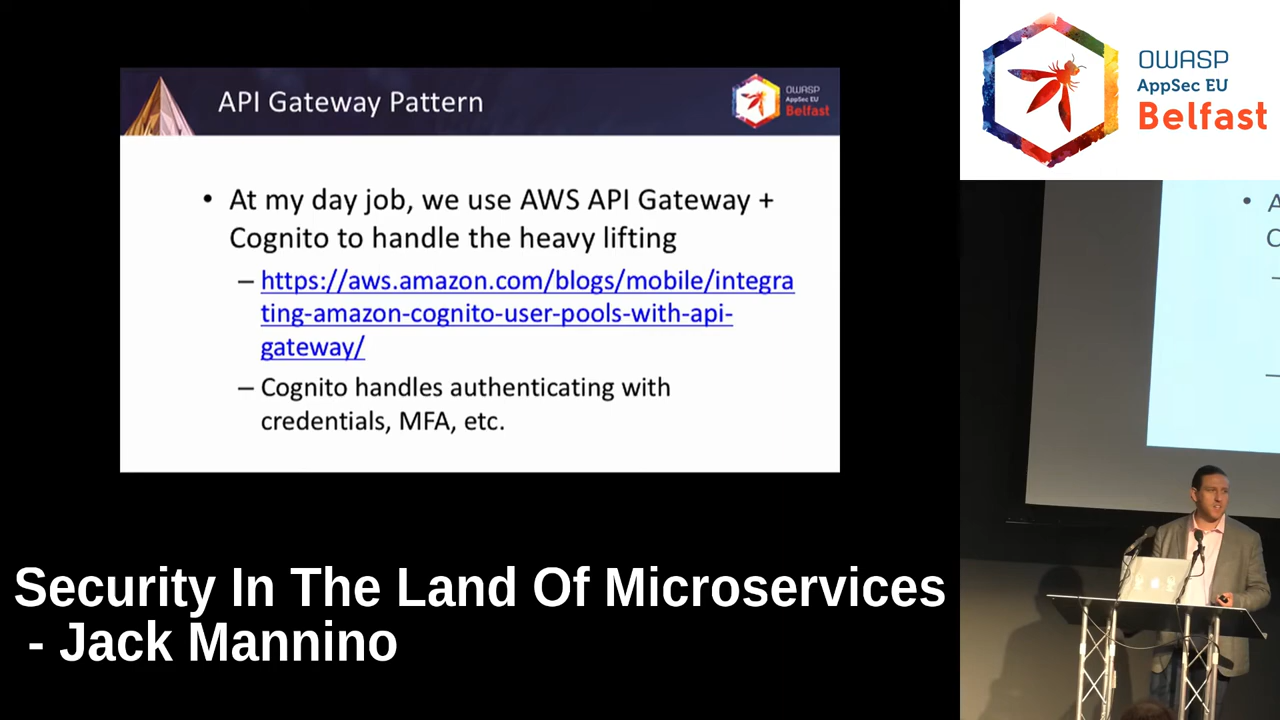 API Gateway Pattern
OWASP
AppSec EU
Belfast
• At my day job, we use AWS API Gateway +
Cognito to handle the heavy lifting
– https://aws.amazon.com/blogs/mobile/integra
ting-amazon-cognito-user-pools-with-api-
gateway/
– Cognito handles authenticating with
credentials, MFA, etc.
Security In The Land Of Microservices
- Jack Mannino
OWASP
AppSec EU
Belfast